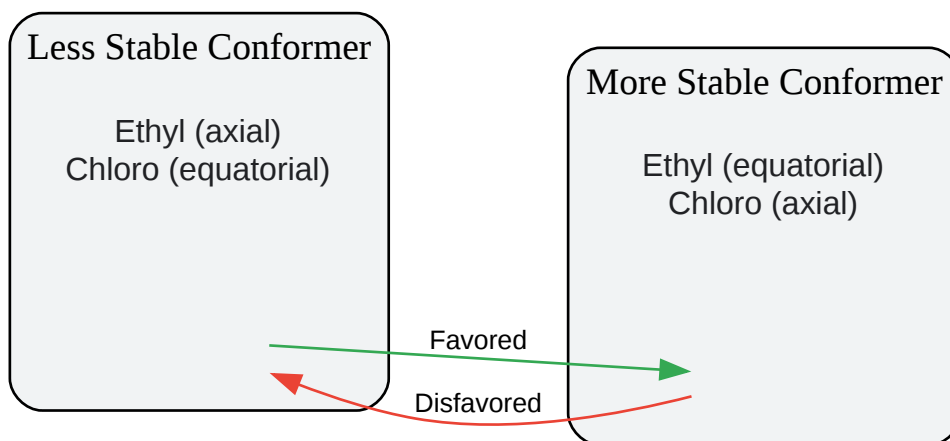 Less Stable Conformer
Ethyl (axial)
Chloro (equatorial)
More Stable Conformer
Ethyl (equatorial)
Chloro (axial)
Favored
Disfavored